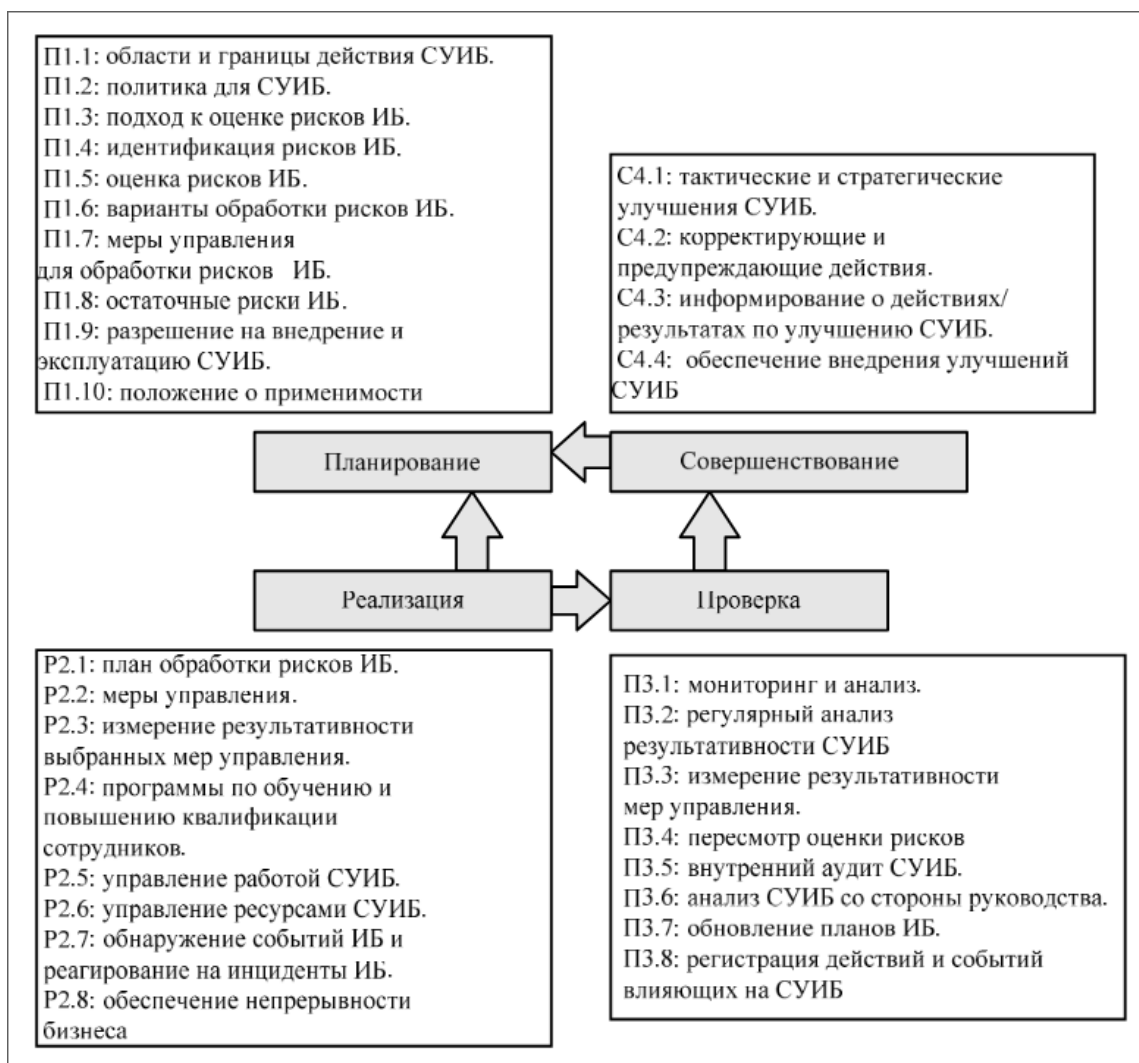 П1.1: области и границы действия СУИБ.
П1.2: политика для СУИБ.
П1.3: подход к оценке рисков ИБ.
П1.4: идентификация рисков ИБ.
П1.5: оценка рисков ИБ.
П1.6: варианты обработки рисков ИБ.
П1.7: меры управления
для обработки рисков ИБ.
П1.8: остаточные риски ИБ.
П1.9: разрешение на внедрение и
эксплуатацию СУИБ.
П1.10: положение о применимости
С4.1: тактические и стратегические
улучшения СУИБ.
С4.2: корректирующие и
предупреждающие действия.
С4.3: информирование о действиях/
результатах по улучшению СУИБ.
С4.4: обеспечение внедрения улучшений
СУИБ
Планирование
Совершенствование
Реализация
Проверка
Р2.1: план обработки рисков ИБ.
Р2.2: меры управления.
Р2.3: измерение результативности
выбранных мер управления.
Р2.4: программы по обучению и
повышению квалификации
сотрудников.
Р2.5: управление работой СУИБ.
Р2.6: управление ресурсами СУИБ.
Р2.7: обнаружение событий ИБ и
реагирование на инциденты ИБ.
Р2.8: обеспечение непрерывности
бизнеса
П3.1: мониторинг и анализ.
П3.2: регулярный анализ
результативности СУИБ
П3.3: измерение результативности
мер управления.
П3.4: пересмотр оценки рисков
П3.5: внутренний аудит СУИБ.
П3.6: анализ СУИБ со стороны руководства.
П3.7: обновление планов ИБ.
П3.8: регистрация действий и событий
влияющих на СУИБ